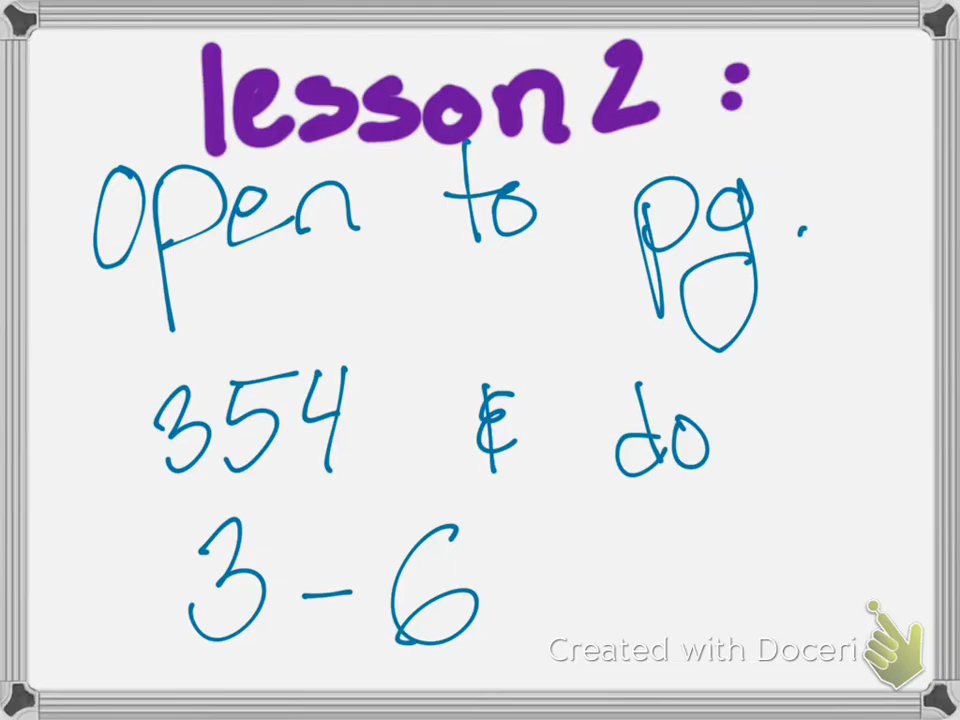 lesson 2 :
open to pg.
354 & do
3-6
Created with Doceri